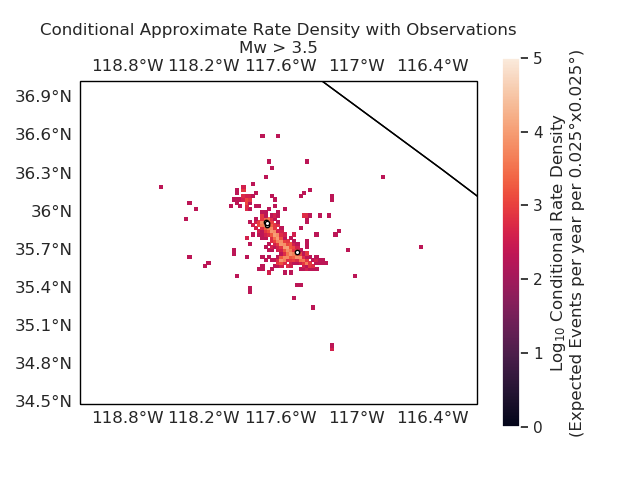 Conditional Approximate Rate Density with Observations
Mw > 3.5
118.8°W 118.2°W 117.6°W 117°W 116.4°W
36.9°N
36.6°N
36.3°N
36°N
35.7°N
35.4°N
35.1°N
34.8°N
34.5°N
118.8°W 118.2°W 117.6°W 117°W 116.4°W
5
4
3
2
1
0
Log₁₀ Conditional Rate Density
(Expected Events per year per 0.025°x0.025°)